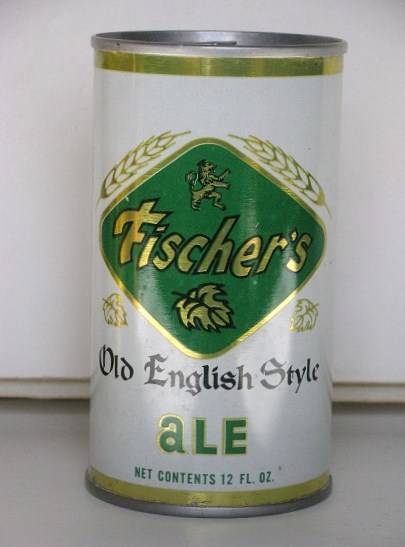 Fischer's
Old English Style
aLE
NET CONTENTS 12 FL. OZ.